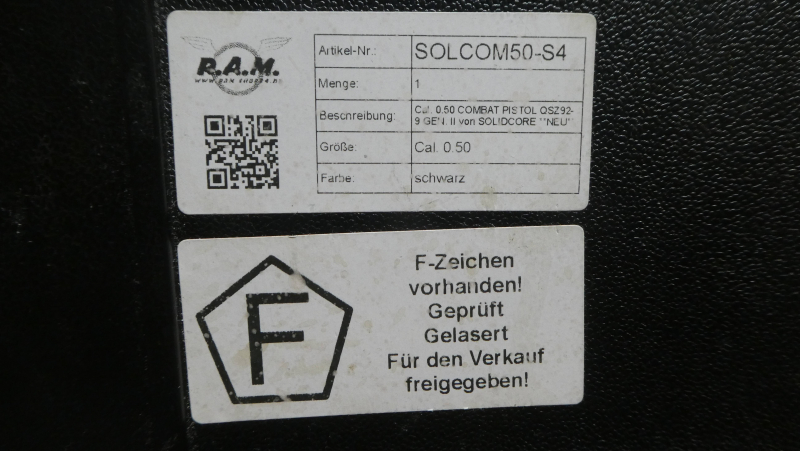 R.A.M.
Artikel-Nr.: SOLCOM50-S4
Menge: 1
Beschreibung: Cal. 0.50 COMBAT PISTOL QSZ92-
9 GEN. II von SOLIDCORE "NEU"
Größe: Cal. 0.50
Farbe: schwarz
F
F-Zeichen
vorhanden!
Geprüft
Gelasert
Für den Verkauf
freigegeben!